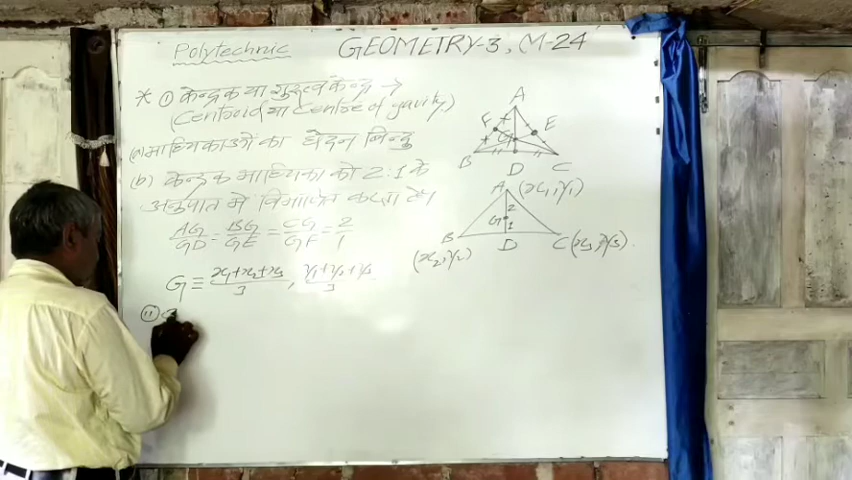 Polytechnic
GEOMETRY-3, M-24
* ① केन्द्रक या गुरुत्व केन्द्र →
(Centroid या Centre of gavity)
(a) माध्यिकाओं का छेदन बिन्दु
(b) केन्द्रक माध्यिका को 2:1 के
अनुपात में विभाजित करता है।
AG/GD = BG/GE = CG/GF = 2/1
G ≡ x₁+x₂+x₃/3, y₁+y₂+y₃/3
(ii)
A
F
E
G
B
D
C
A (x₁, y₁)
2
G
1
B
D
C (x₃, y₃)
(x₂, y₂)